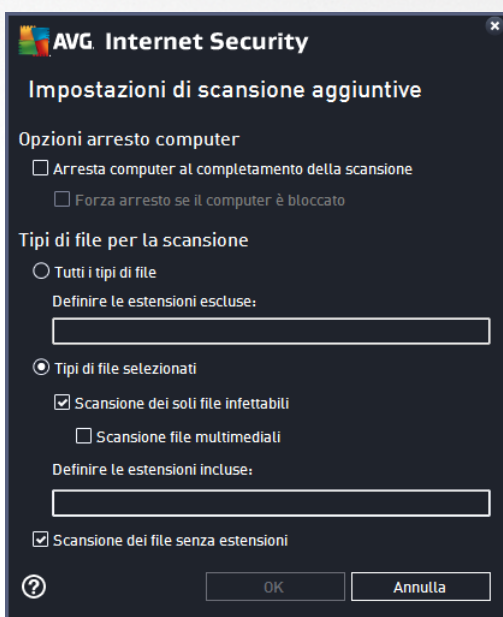 AVG Internet Security
Impostazioni di scansione aggiuntive
Opzioni arresto computer
Arresta computer al completamento della scansione
Forza arresto se il computer è bloccato
Tipi di file per la scansione
Tutti i tipi di file
Definire le estensioni escluse:
Tipi di file selezionati
Scansione dei soli file infettabili
Scansione file multimediali
Definire le estensioni incluse:
Scansione dei file senza estensioni
? OK Annulla